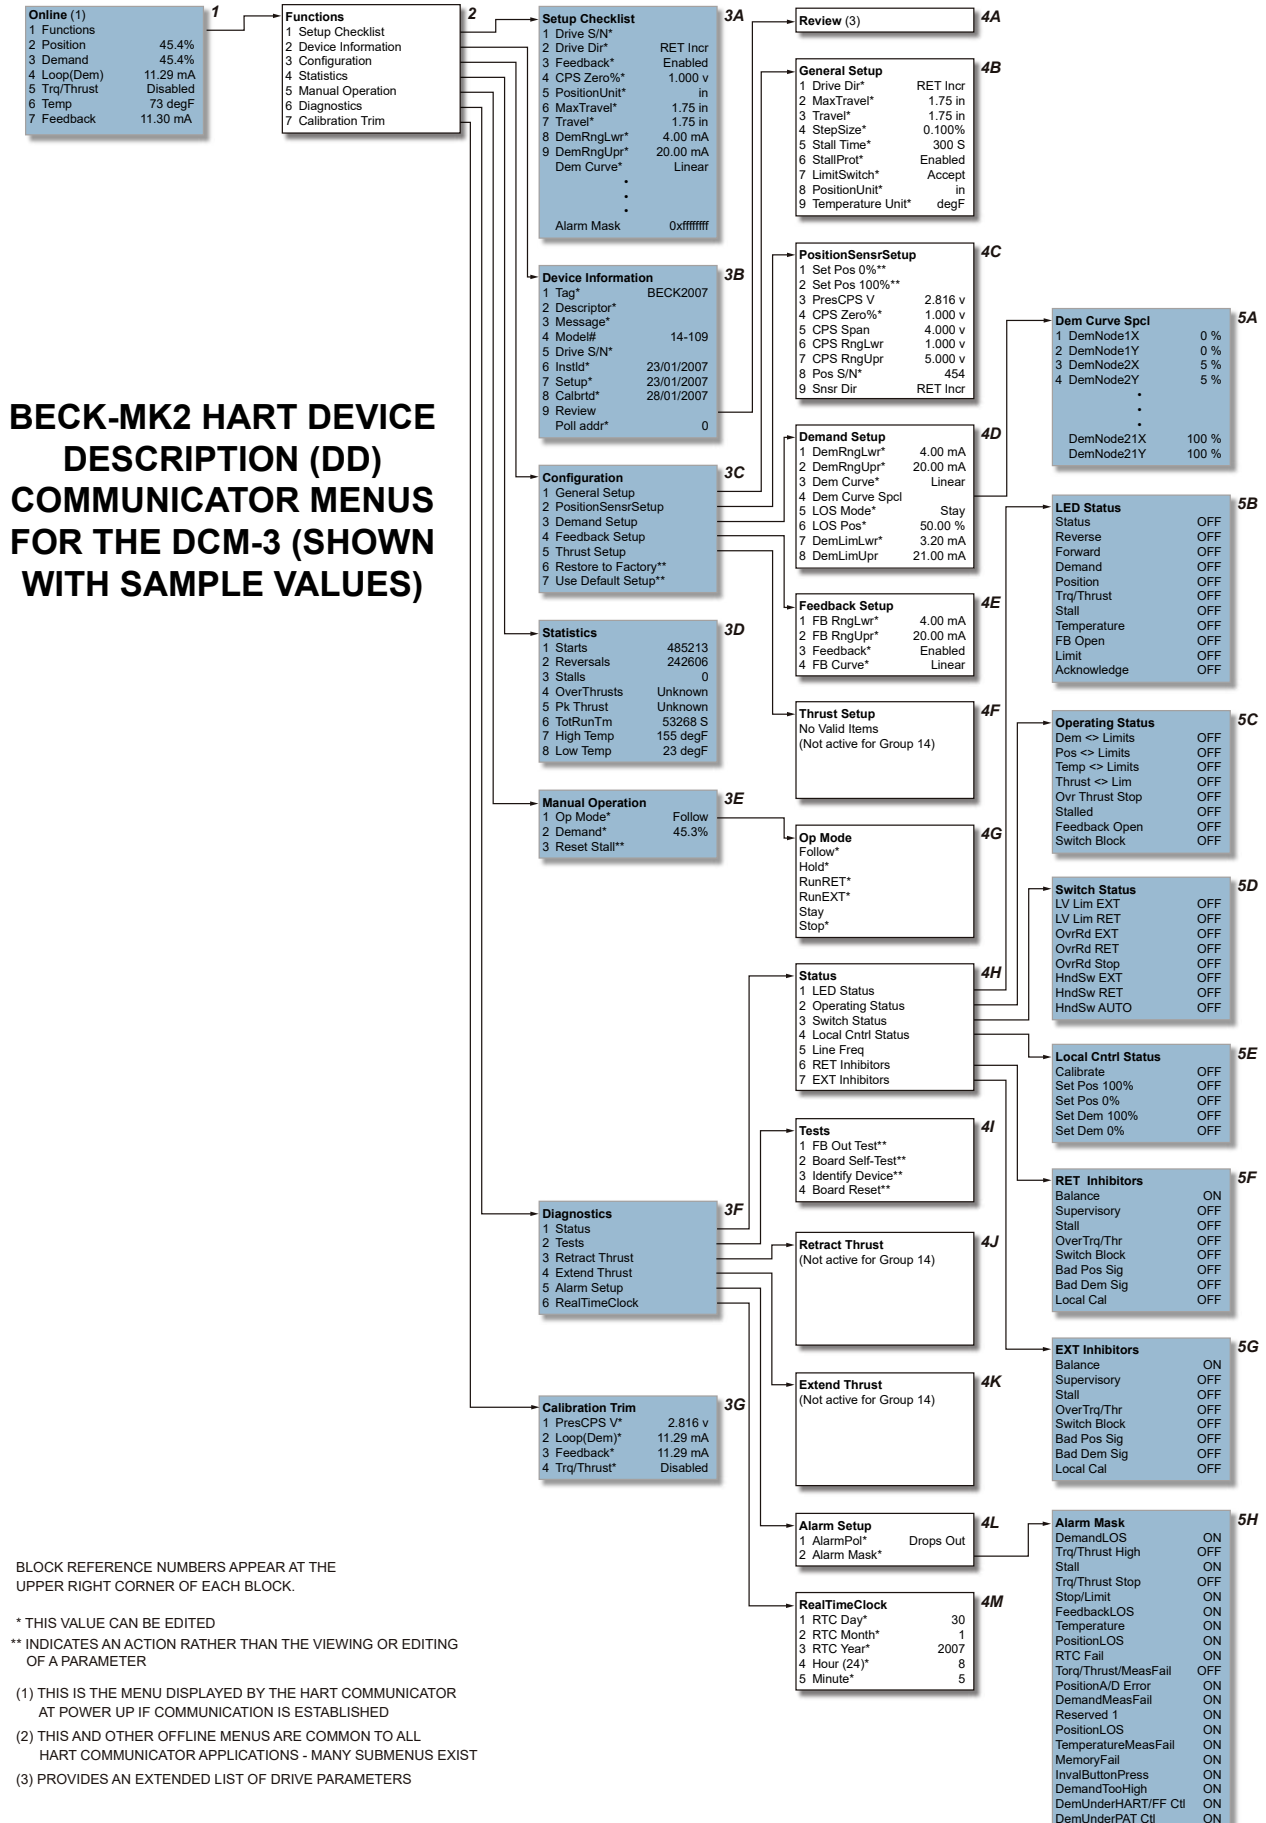 Online (1)
1 Functions
2 Position 45.4%
3 Demand 45.4%
4 Loop(Dem) 11.29 mA
5 Trq/Thrust Disabled
6 Temp 73 degF
7 Feedback 11.30 mA
1
Functions
1 Setup Checklist
2 Device Information
3 Configuration
4 Statistics
5 Manual Operation
6 Diagnostics
7 Calibration Trim
2
Setup Checklist
1 Drive S/N*
2 Drive Dir* RET Incr
3 Feedback* Enabled
4 CPS Zero%* 1.000 v
5 PositionUnit* in
6 MaxTravel* 1.75 in
7 Travel* 1.75 in
8 DemRngLwr* 4.00 mA
9 DemRngUpr* 20.00 mA
Dem Curve* Linear
•
•
•
Alarm Mask 0xffffffff
3A
Device Information
1 Tag* BECK2007
2 Descriptor*
3 Message*
4 Model# 14-109
5 Drive S/N*
6 Instld* 23/01/2007
7 Setup* 23/01/2007
8 Calbrtd* 28/01/2007
9 Review
Poll addr* 0
3B
Configuration
1 General Setup
2 PositionSensrSetup
3 Demand Setup
4 Feedback Setup
5 Thrust Setup
6 Restore to Factory**
7 Use Default Setup**
3C
Statistics
1 Starts 485213
2 Reversals 242606
3 Stalls 0
4 OverThrusts Unknown
5 Pk Thrust Unknown
6 TotRunTm 53268 S
7 High Temp 155 degF
8 Low Temp 23 degF
3D
Manual Operation
1 Op Mode* Follow
2 Demand* 45.3%
3 Reset Stall**
3E
Diagnostics
1 Status
2 Tests
3 Retract Thrust
4 Extend Thrust
5 Alarm Setup
6 RealTimeClock
3F
Calibration Trim
1 PresCPS V* 2.816 v
2 Loop(Dem)* 11.29 mA
3 Feedback* 11.29 mA
4 Trq/Thrust* Disabled
3G
Review (3)
4A
General Setup
1 Drive Dir* RET Incr
2 MaxTravel* 1.75 in
3 Travel* 1.75 in
4 StepSize* 0.100%
5 Stall Time* 300 S
6 StallProt* Enabled
7 LimitSwitch* Accept
8 PositionUnit* in
9 Temperature Unit* degF
4B
PositionSensrSetup
1 Set Pos 0%**
2 Set Pos 100%**
3 PresCPS V 2.816 v
4 CPS Zero%* 1.000 v
5 CPS Span 4.000 v
6 CPS RngLwr 1.000 v
7 CPS RngUpr 5.000 v
8 Pos S/N* 454
9 Snsr Dir RET Incr
4C
Demand Setup
1 DemRngLwr* 4.00 mA
2 DemRngUpr* 20.00 mA
3 Dem Curve* Linear
4 Dem Curve Spcl
5 LOS Mode* Stay
6 LOS Pos* 50.00 %
7 DemLimLwr* 3.20 mA
8 DemLimUpr 21.00 mA
4D
Feedback Setup
1 FB RngLwr* 4.00 mA
2 FB RngUpr* 20.00 mA
3 Feedback* Enabled
4 FB Curve* Linear
4E
Thrust Setup
No Valid Items
(Not active for Group 14)
4F
Op Mode
Follow*
Hold*
RunRET*
RunEXT*
Stay
Stop*
4G
Status
1 LED Status
2 Operating Status
3 Switch Status
4 Local Cntrl Status
5 Line Freq
6 RET Inhibitors
7 EXT Inhibitors
4H
Tests
1 FB Out Test**
2 Board Self-Test**
3 Identify Device**
4 Board Reset**
4I
Retract Thrust
(Not active for Group 14)
4J
Extend Thrust
(Not active for Group 14)
4K
Alarm Setup
1 AlarmPol* Drops Out
2 Alarm Mask*
4L
RealTimeClock
1 RTC Day* 30
2 RTC Month* 1
3 RTC Year* 2007
4 Hour (24)* 8
5 Minute* 5
4M
Dem Curve Spcl
1 DemNode1X 0 %
2 DemNode1Y 0 %
3 DemNode2X 5 %
4 DemNode2Y 5 %
•
•
•
DemNode21X 100 %
DemNode21Y 100 %
5A
LED Status
Status OFF
Reverse OFF
Forward OFF
Demand OFF
Position OFF
Trq/Thrust OFF
Stall OFF
Temperature OFF
FB Open OFF
Limit OFF
Acknowledge OFF
5B
Operating Status
Dem <> Limits OFF
Pos <> Limits OFF
Temp <> Limits OFF
Thrust <> Lim OFF
Ovr Thrust Stop OFF
Stalled OFF
Feedback Open OFF
Switch Block OFF
5C
Switch Status
LV Lim EXT OFF
LV Lim RET OFF
OvrRd EXT OFF
OvrRd RET OFF
OvrRd Stop OFF
HndSw EXT OFF
HndSw RET OFF
HndSw AUTO OFF
5D
Local Cntrl Status
Calibrate OFF
Set Pos 100% OFF
Set Pos 0% OFF
Set Dem 100% OFF
Set Dem 0% OFF
5E
RET Inhibitors
Balance ON
Supervisory OFF
Stall OFF
OverTrq/Thr OFF
Switch Block OFF
Bad Pos Sig OFF
Bad Dem Sig OFF
Local Cal OFF
5F
EXT Inhibitors
Balance ON
Supervisory OFF
Stall OFF
OverTrq/Thr OFF
Switch Block OFF
Bad Pos Sig OFF
Bad Dem Sig OFF
Local Cal OFF
5G
Alarm Mask
DemandLOS ON
Trq/Thrust High OFF
Stall ON
Trq/Thrust Stop OFF
Stop/Limit ON
FeedbackLOS ON
Temperature ON
PositionLOS ON
RTC Fail ON
Torq/Thrust/MeasFail OFF
PositionA/D Error ON
DemandMeasFail ON
Reserved 1 ON
PositionLOS ON
TemperatureMeasFail ON
MemoryFail ON
InvalButtonPress ON
DemandTooHigh ON
DemUnderHART/FF Ctl ON
DemUnderPAT Ctl ON
5H
BECK-MK2 HART DEVICE
DESCRIPTION (DD)
COMMUNICATOR MENUS
FOR THE DCM-3 (SHOWN
WITH SAMPLE VALUES)
BLOCK REFERENCE NUMBERS APPEAR AT THE
UPPER RIGHT CORNER OF EACH BLOCK.
* THIS VALUE CAN BE EDITED
** INDICATES AN ACTION RATHER THAN THE VIEWING OR EDITING
OF A PARAMETER
(1) THIS IS THE MENU DISPLAYED BY THE HART COMMUNICATOR
AT POWER UP IF COMMUNICATION IS ESTABLISHED
(2) THIS AND OTHER OFFLINE MENUS ARE COMMON TO ALL
HART COMMUNICATOR APPLICATIONS - MANY SUBMENUS EXIST
(3) PROVIDES AN EXTENDED LIST OF DRIVE PARAMETERS